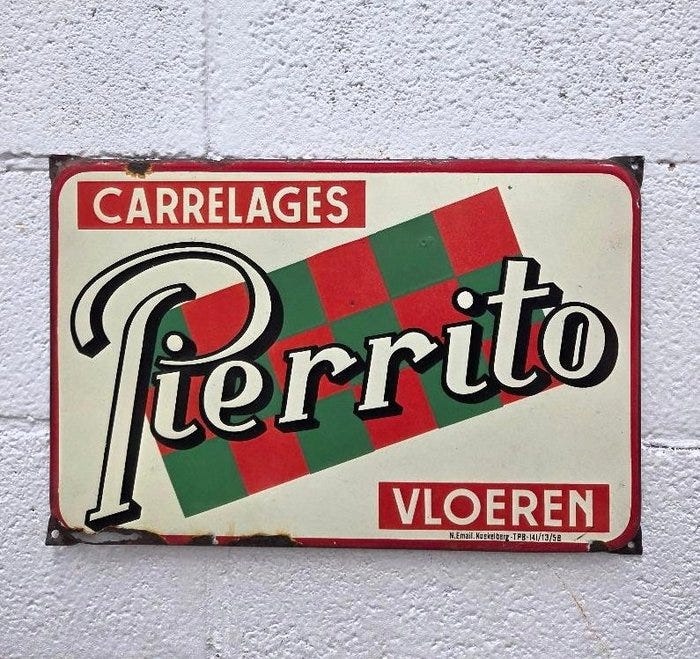 CARRELAGES
Pierrito
VLOEREN
N.Email. Koekelberg - TPB - 141/13/58